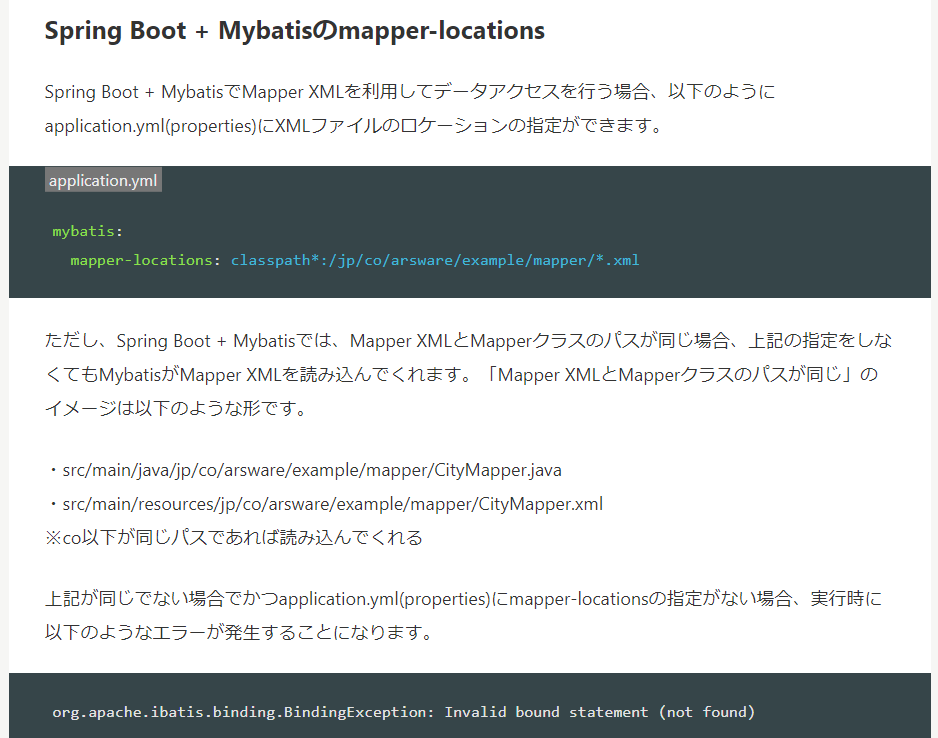 Spring Boot + Mybatisのmapper-locations
Spring Boot + MybatisでMapper XMLを利用してデータアクセスを行う場合、以下のように
application.yml(properties)にXMLファイルのロケーションの指定ができます。
application.yml
mybatis:
  mapper-locations: classpath*:/jp/co/arsware/example/mapper/*.xml
ただし、Spring Boot + Mybatisでは、Mapper XMLとMapperクラスのパスが同じ場合、上記の指定をしな
くてもMybatisがMapper XMLを読み込んでくれます。「Mapper XMLとMapperクラスのパスが同じ」の
イメージは以下のような形です。
・src/main/java/jp/co/arsware/example/mapper/CityMapper.java
・src/main/resources/jp/co/arsware/example/mapper/CityMapper.xml
※co以下が同じパスであれば読み込んでくれる
上記が同じでない場合でかつapplication.yml(properties)にmapper-locationsの指定がない場合、実行時に
以下のようなエラーが発生することになります。
org.apache.ibatis.binding.BindingException: Invalid bound statement (not found)